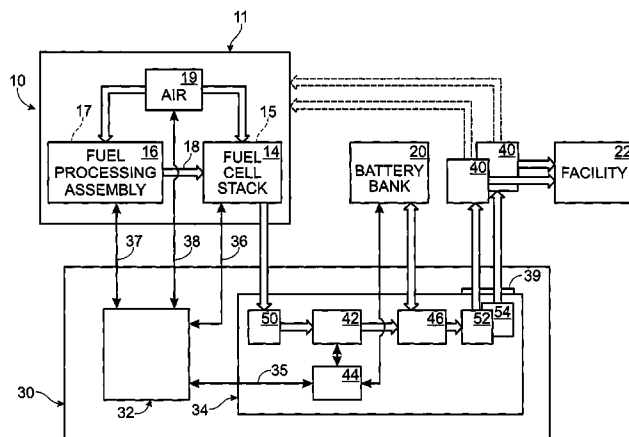 11
10
17
19
AIR
15
16
FUEL
PROCESSING
ASSEMBLY
18
14
FUEL
CELL
STACK
20
BATTERY
BANK
40
40
22
FACILITY
37
38
36
39
50
42
46
52
54
35
44
30
32
34